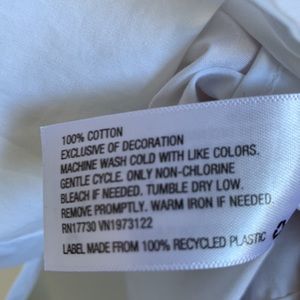 100% COTTON
EXCLUSIVE OF DECORATION
MACHINE WASH COLD WITH LIKE COLORS.
GENTLE CYCLE. ONLY NON-CHLORINE
BLEACH IF NEEDED. TUMBLE DRY LOW.
REMOVE PROMPTLY. WARM IRON IF NEEDED.
RN17730 VN1973122
LABEL MADE FROM 100% RECYCLED PLASTIC